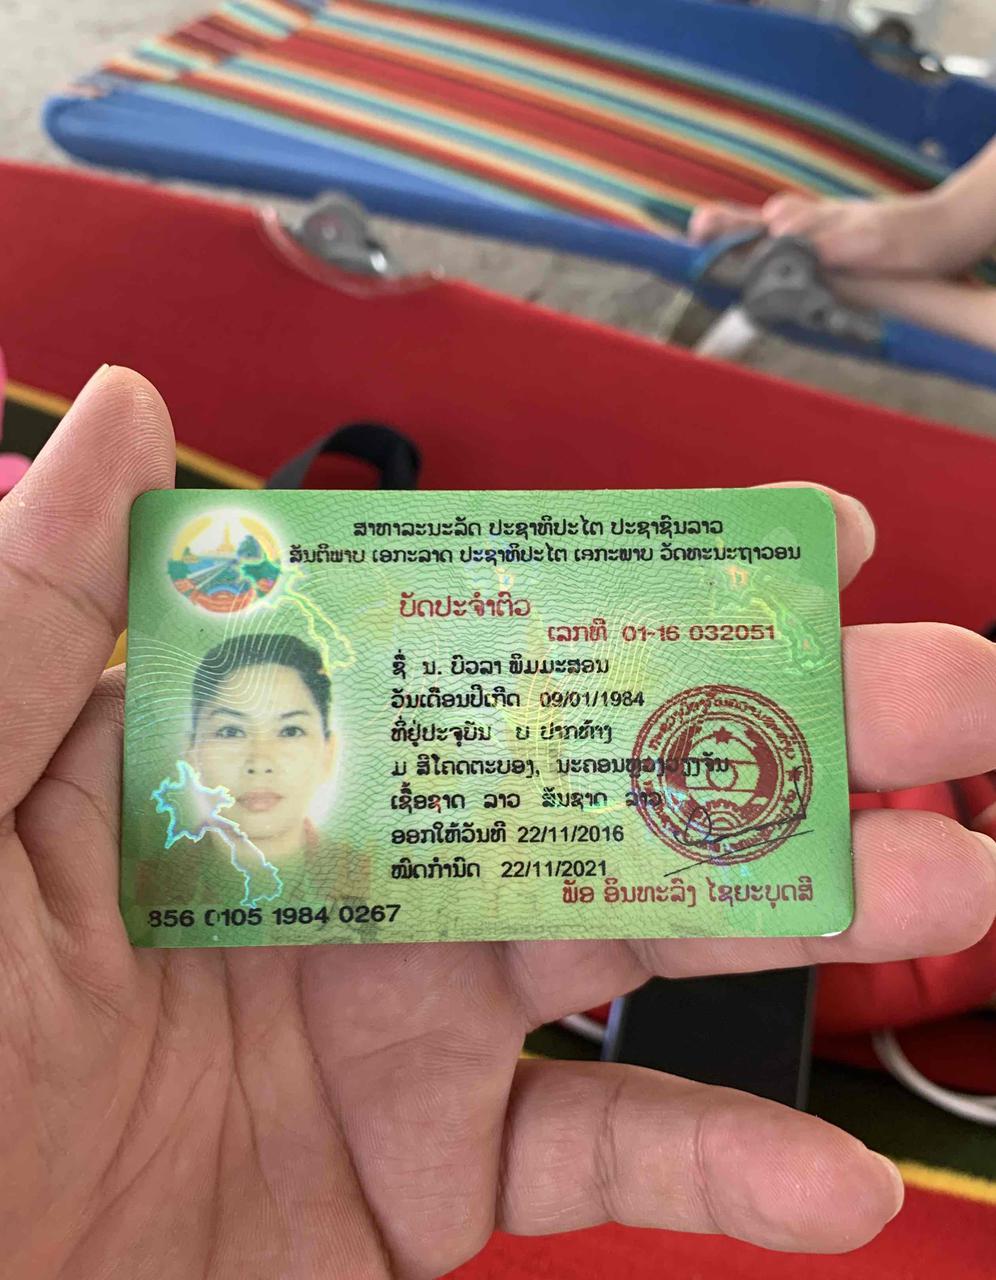 ສາທາລະນະລັດ ປະຊາທິປະໄຕ ປະຊາຊົນລາວ
ສັນຕິພາບ ເອກະລາດ ປະຊາທິປະໄຕ ເອກະພາບ ວັດທະນະຖາວອນ
ບັດປະຈຳຕົວ
ເລກທີ 01-16 032051
ຊື່ ນ. ບົວລາ ພິມມະສອນ
ວັນເດືອນປີເກີດ 09/01/1984
ທີ່ຢູ່ປະຈຸບັນ ບ ປາກທ້າງ
ມ ສີໂຄດຕະບອງ, ນະຄອນຫຼວງວຽງຈັນ
ເຊື້ອຊາດ ລາວ ສັນຊາດ ລາວ
ອອກໃຫ້ວັນທີ 22/11/2016
ໝົດກຳນົດ 22/11/2021
ພັອ ອິນທະລົງ ໄຊຍະບຸດສີ
856 0105 1984 0267